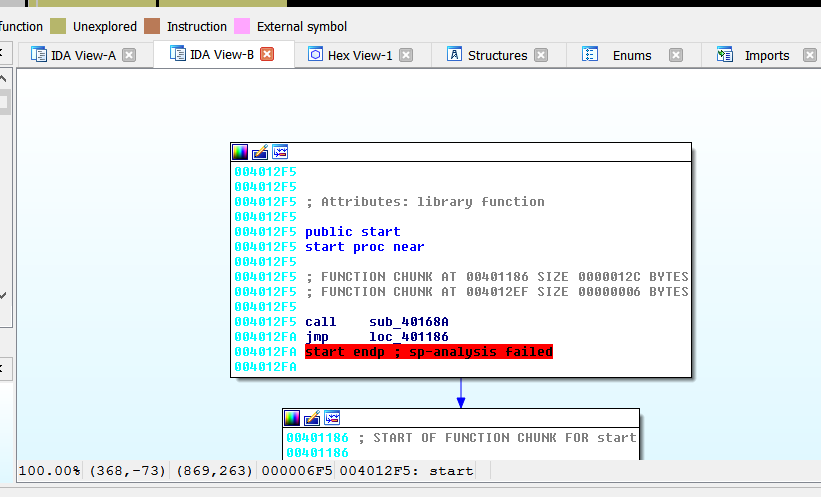 function Unexplored Instruction External symbol
IDA View-A IDA View-B Hex View-1 Structures Enums Imports
004012F5
004012F5
004012F5 ; Attributes: library function
004012F5
004012F5 public start
004012F5 start proc near
004012F5
004012F5 ; FUNCTION CHUNK AT 00401186 SIZE 0000012C BYTES
004012F5 ; FUNCTION CHUNK AT 004012EF SIZE 00000006 BYTES
004012F5
004012F5 call sub_40168A
004012FA jmp loc_401186
004012FA start endp ; sp-analysis failed
004012FA
00401186 ; START OF FUNCTION CHUNK FOR start
00401186
100.00% (368,-73) (869,263) 000006F5 004012F5: start